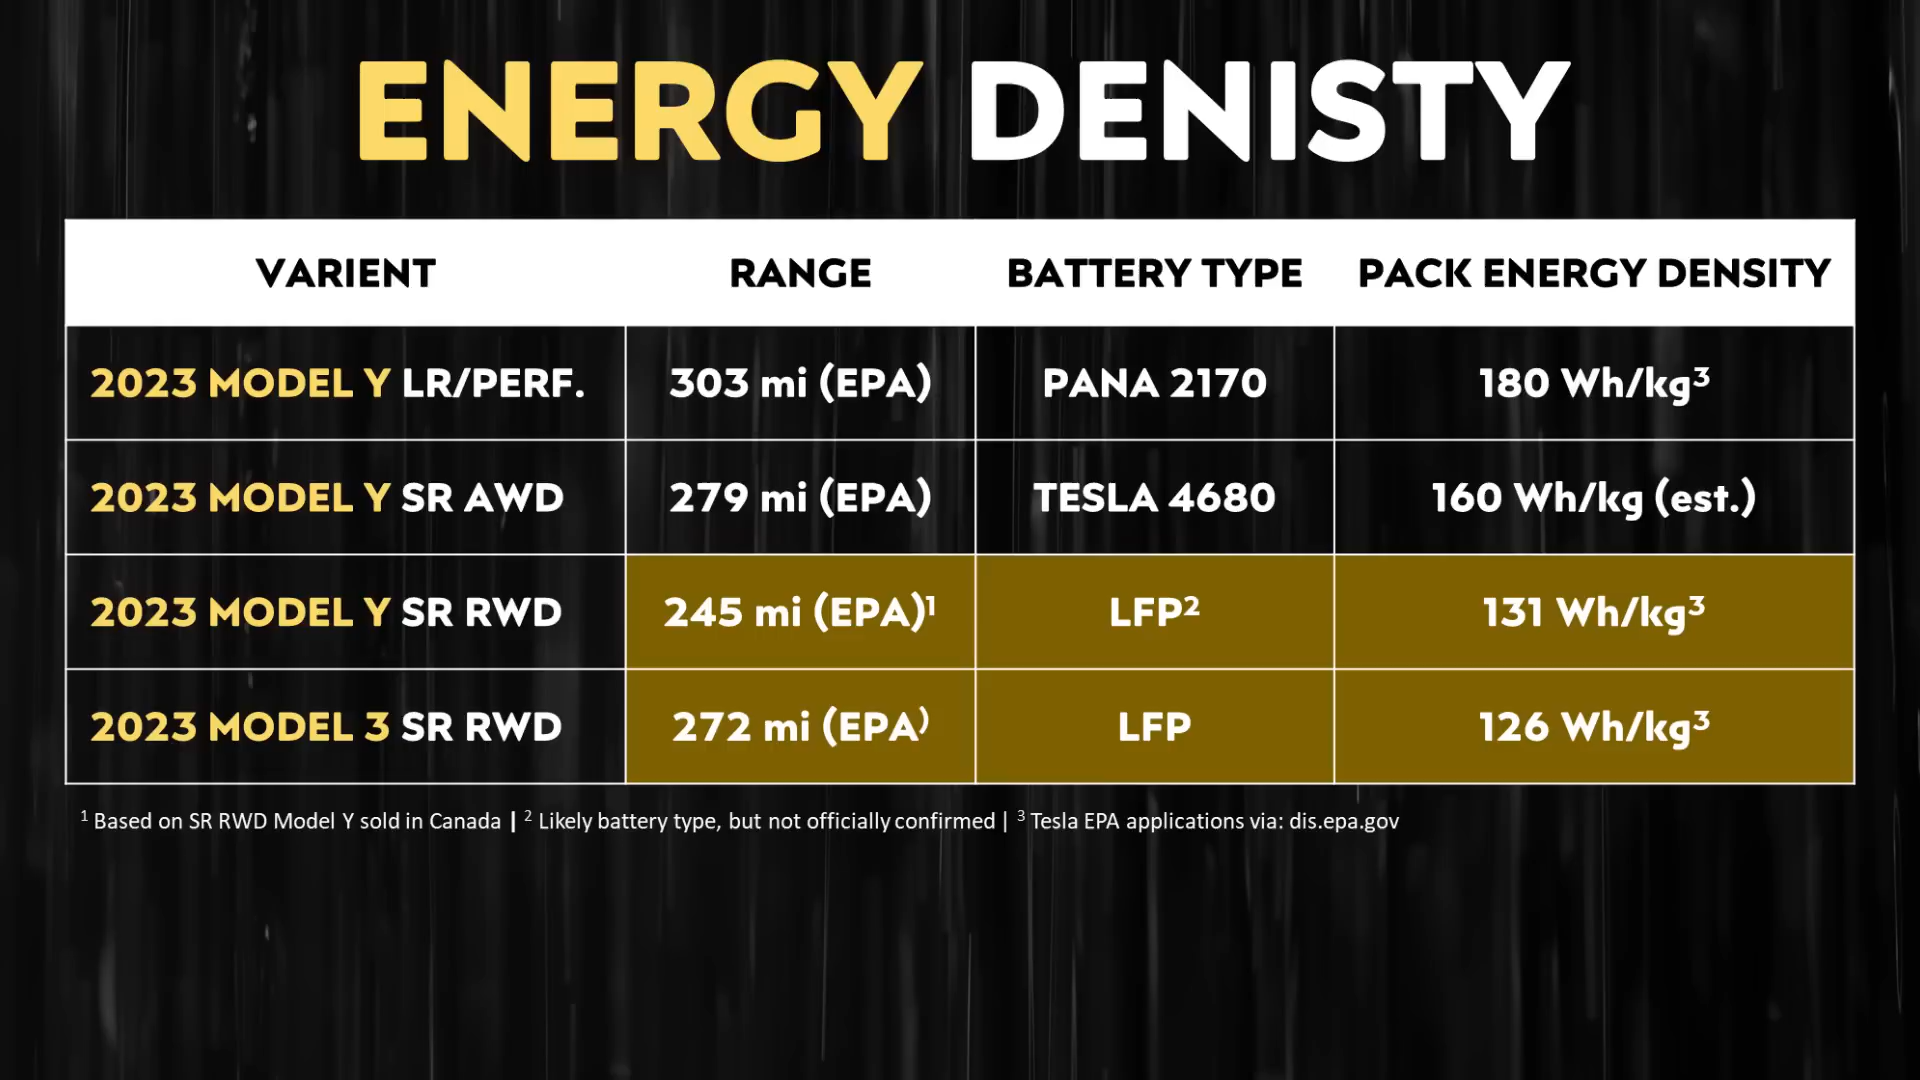 ENERGY DENISTY
VARIENT RANGE BATTERY TYPE PACK ENERGY DENSITY
2023 MODEL Y LR/PERF. 303 mi (EPA) PANA 2170 180 Wh/kg³
2023 MODEL Y SR AWD 279 mi (EPA) TESLA 4680 160 Wh/kg (est.)
2023 MODEL Y SR RWD 245 mi (EPA)¹ LFP² 131 Wh/kg³
2023 MODEL 3 SR RWD 272 mi (EPA) LFP 126 Wh/kg³
¹ Based on SR RWD Model Y sold in Canada | ² Likely battery type, but not officially confirmed | ³ Tesla EPA applications via: dis.epa.gov